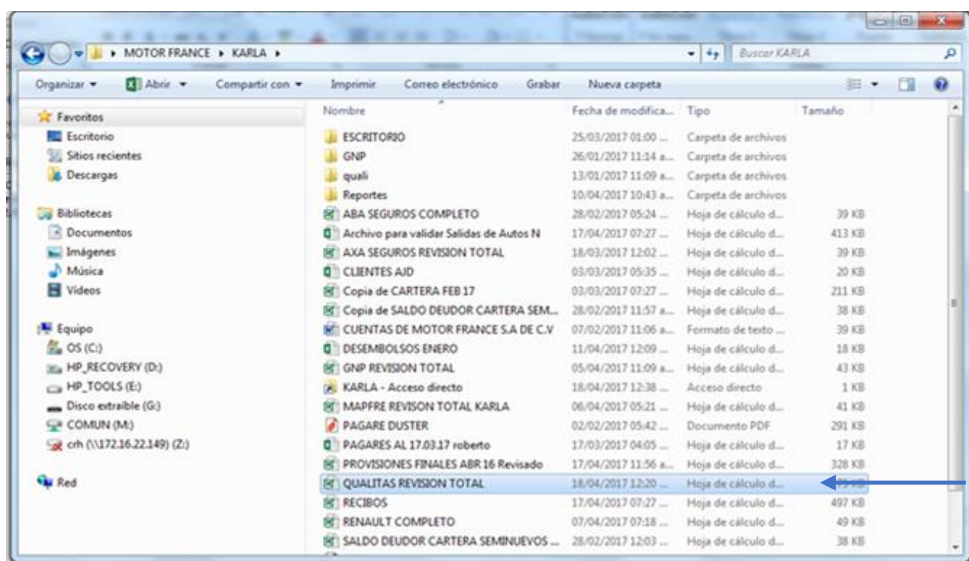 MOTOR FRANCE ▸ KARLA ▸ Buscar KARLA
Organizar Abrir Compartir con Imprimir Correo electrónico Grabar Nueva carpeta
Favoritos
Escritorio
Sitios recientes
Descargas
Bibliotecas
Documentos
Imágenes
Música
Vídeos
Equipo
OS (C:)
HP_RECOVERY (D:)
HP_TOOLS (E:)
Disco extraíble (G:)
COMUN (M:)
crh (\\172.16.22.149) (Z:)
Red
Nombre Fecha de modifica... Tipo Tamaño
ESCRITORIO 25/03/2017 01:00 ... Carpeta de archivos
GNP 26/01/2017 11:14 a... Carpeta de archivos
quali 13/01/2017 11:09 a... Carpeta de archivos
Reportes 10/04/2017 10:43 a... Carpeta de archivos
ABA SEGUROS COMPLETO 28/02/2017 05:24 ... Hoja de cálculo d... 39 KB
Archivo para validar Salidas de Autos N 17/04/2017 07:27 ... Hoja de cálculo d... 413 KB
AXA SEGUROS REVISION TOTAL 18/03/2017 12:02 ... Hoja de cálculo d... 39 KB
CLIENTES AJD 03/03/2017 05:35 ... Hoja de cálculo d... 20 KB
Copia de CARTERA FEB 17 03/03/2017 07:27 ... Hoja de cálculo d... 211 KB
Copia de SALDO DEUDOR CARTERA SEM... 28/02/2017 11:57 a... Hoja de cálculo d... 38 KB
CUENTAS DE MOTOR FRANCE S.A DE C.V 07/02/2017 11:06 a... Formato de texto ... 39 KB
DESEMBOLSOS ENERO 11/04/2017 12:09 ... Hoja de cálculo d... 18 KB
GNP REVISION TOTAL 05/04/2017 11:09 a... Hoja de cálculo d... 43 KB
KARLA - Acceso directo 18/04/2017 12:38 ... Acceso directo 1 KB
MAPFRE REVISON TOTAL KARLA 06/04/2017 05:21 ... Hoja de cálculo d... 41 KB
PAGARE DUSTER 02/02/2017 05:42 ... Documento PDF 291 KB
PAGARES AL 17.03.17 roberto 17/03/2017 04:05 ... Hoja de cálculo d... 17 KB
PROVISIONES FINALES ABR 16 Revisado 17/04/2017 11:56 a... Hoja de cálculo d... 328 KB
QUALITAS REVISION TOTAL 18/04/2017 12:20 ... Hoja de cálculo d... KB
RECIBOS 17/04/2017 07:27 ... Hoja de cálculo d... 497 KB
RENAULT COMPLETO 07/04/2017 07:18 ... Hoja de cálculo d... 49 KB
SALDO DEUDOR CARTERA SEMINUEVOS ... 28/02/2017 12:03 ... Hoja de cálculo d... 38 KB